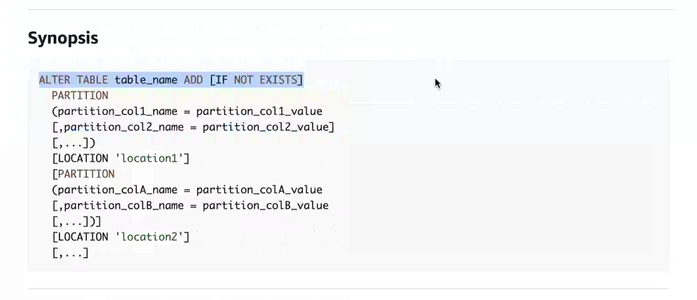 Synopsis
ALTER TABLE table_name ADD [IF NOT EXISTS]
PARTITION
(partition_col1_name = partition_col1_value
[,partition_col2_name = partition_col2_value]
[,...])
[LOCATION 'location1']
[PARTITION
(partition_colA_name = partition_colA_value
[,partition_colB_name = partition_colB_value
[,...])]
[LOCATION 'location2']
[,...]